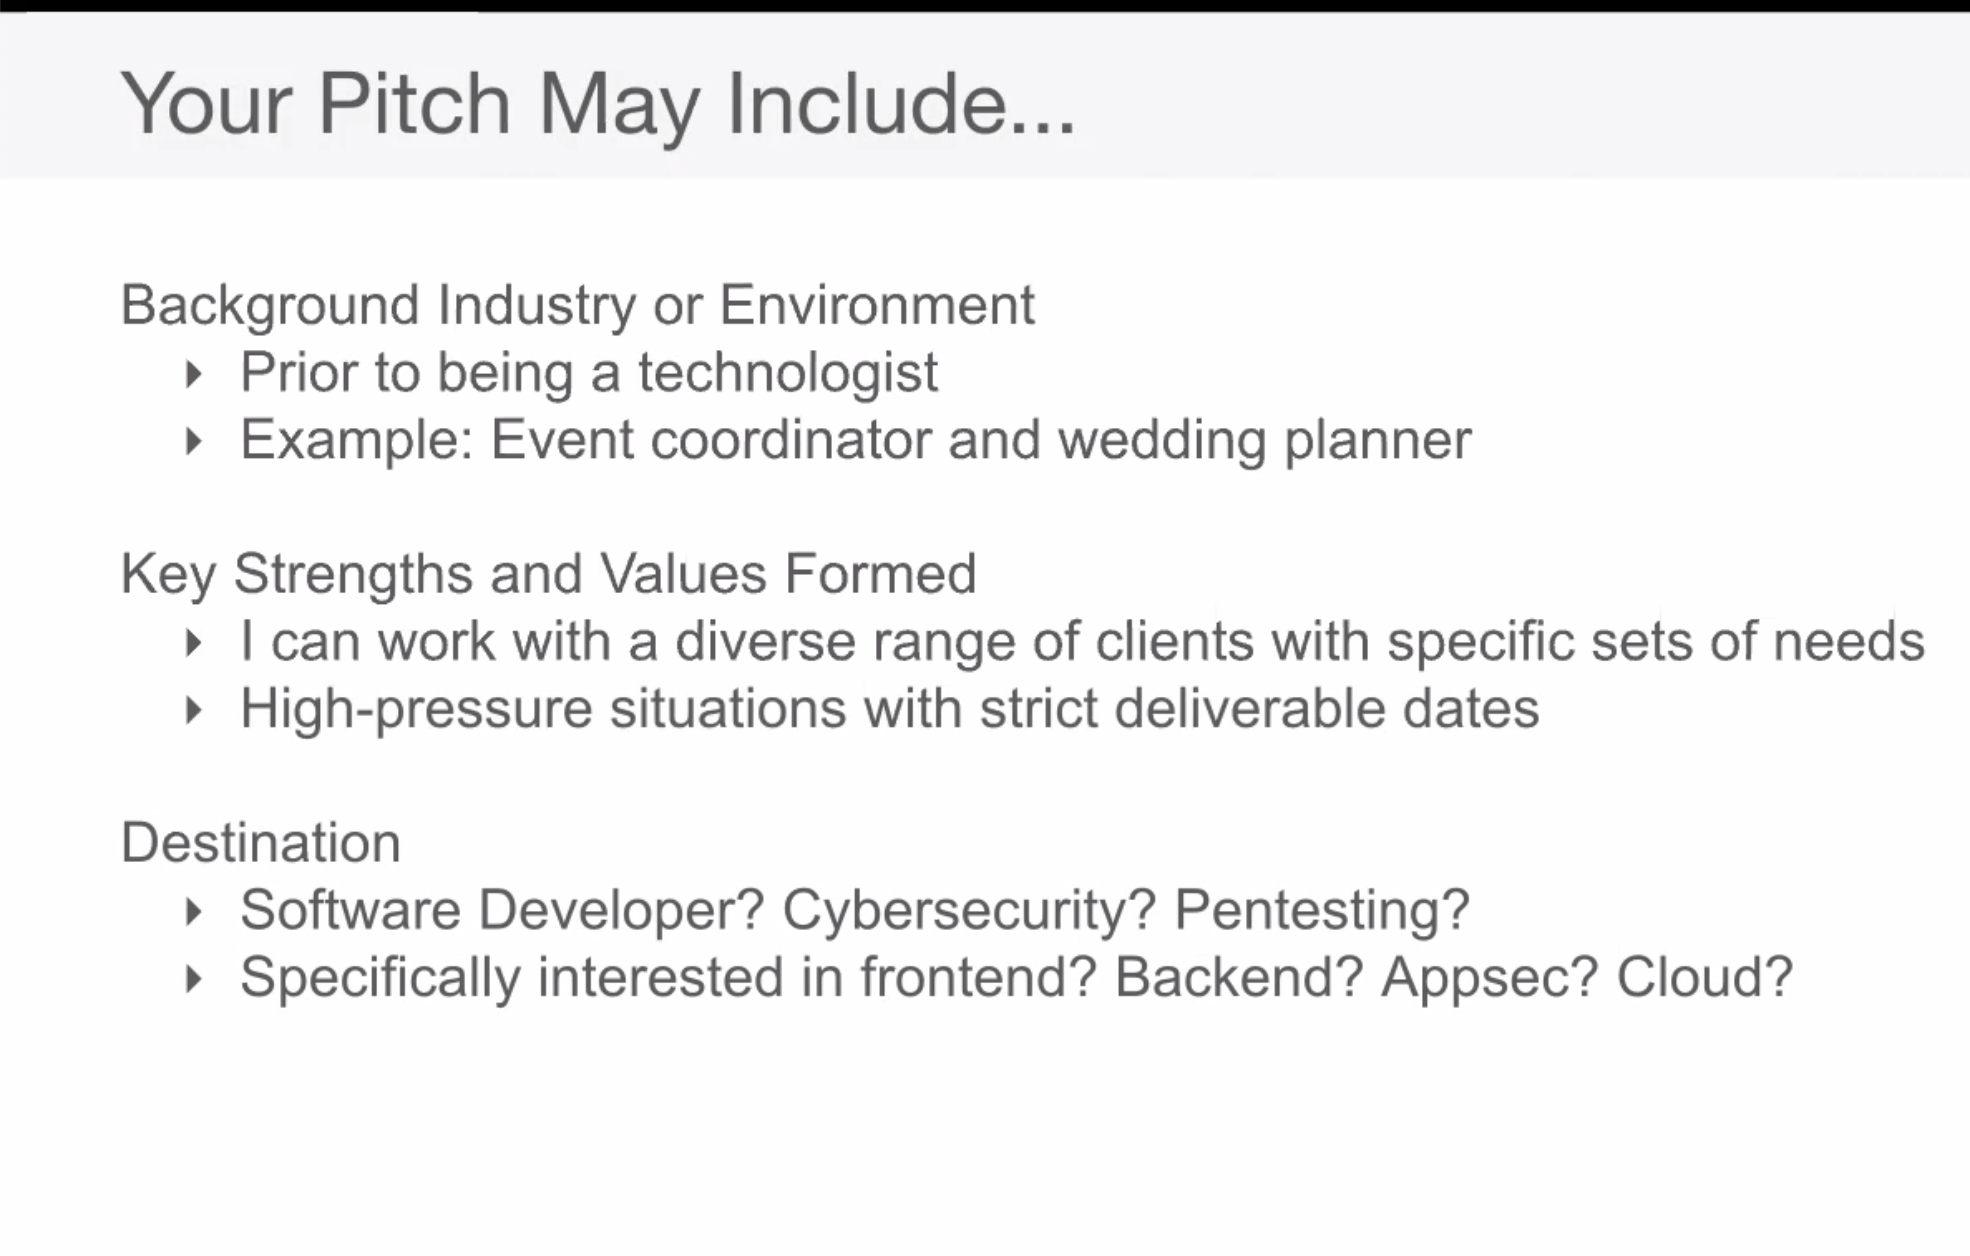 Your Pitch May Include...
Background Industry or Environment
Prior to being a technologist
Example: Event coordinator and wedding planner
Key Strengths and Values Formed
I can work with a diverse range of clients with specific sets of needs
High-pressure situations with strict deliverable dates
Destination
Software Developer? Cybersecurity? Pentesting?
Specifically interested in frontend? Backend? Appsec? Cloud?